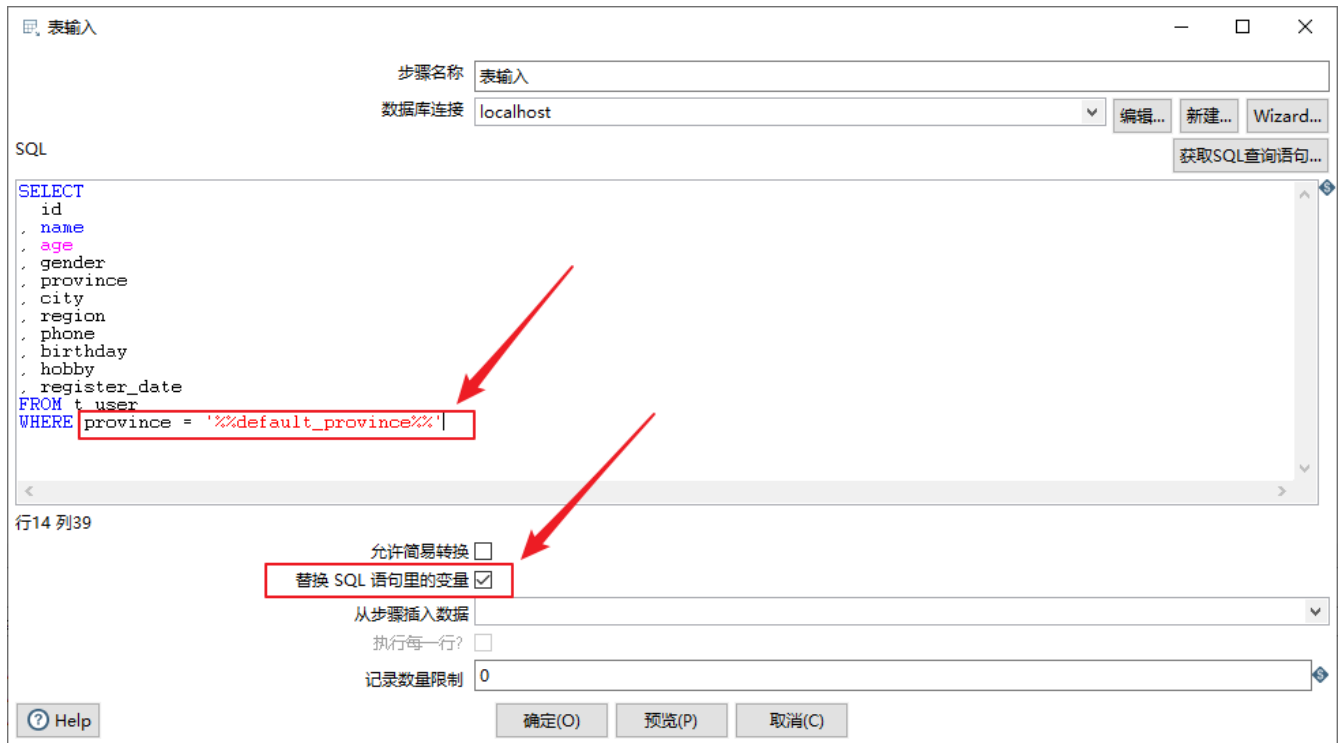 表输入
步骤名称 表输入
数据库连接 localhost 编辑... 新建... Wizard...
SQL 获取SQL查询语句...
SELECT
id
, name
, age
, gender
, province
, city
, region
, phone
, birthday
, hobby
, register_date
FROM t_user
WHERE province = '%%default_province%%'
行14 列39
允许简易转换
替换 SQL 语句里的变量
从步骤插入数据
执行每一行?
记录数量限制 0
Help 确定(O) 预览(P) 取消(C)